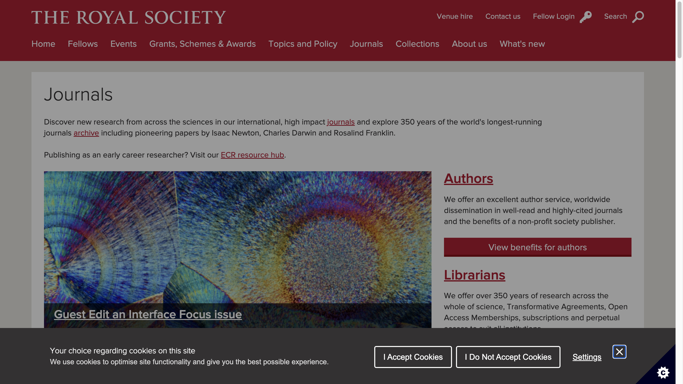 THE ROYAL SOCIETY
Venue hire
Contact us
Fellow Login
Search
Home
Fellows
Events
Grants, Schemes & Awards
Topics and Policy
Journals
Collections
About us
What's new
Journals
Discover new research from across the sciences in our international, high impact journals and explore 350 years of the world's longest-running
journals archive including pioneering papers by Isaac Newton, Charles Darwin and Rosalind Franklin.
Publishing as an early career researcher? Visit our ECR resource hub.
Guest Edit an Interface Focus issue
Authors
We offer an excellent author service, worldwide
dissemination in well-read and highly-cited journals
and the benefits of a non-profit society publisher.
View benefits for authors
Librarians
We offer over 350 years of research across the
whole of science, Transformative Agreements, Open
Access Memberships, subscriptions and perpetual
Your choice regarding cookies on this site
We use cookies to optimise site functionality and give you the best possible experience.
I Accept Cookies
I Do Not Accept Cookies
Settings